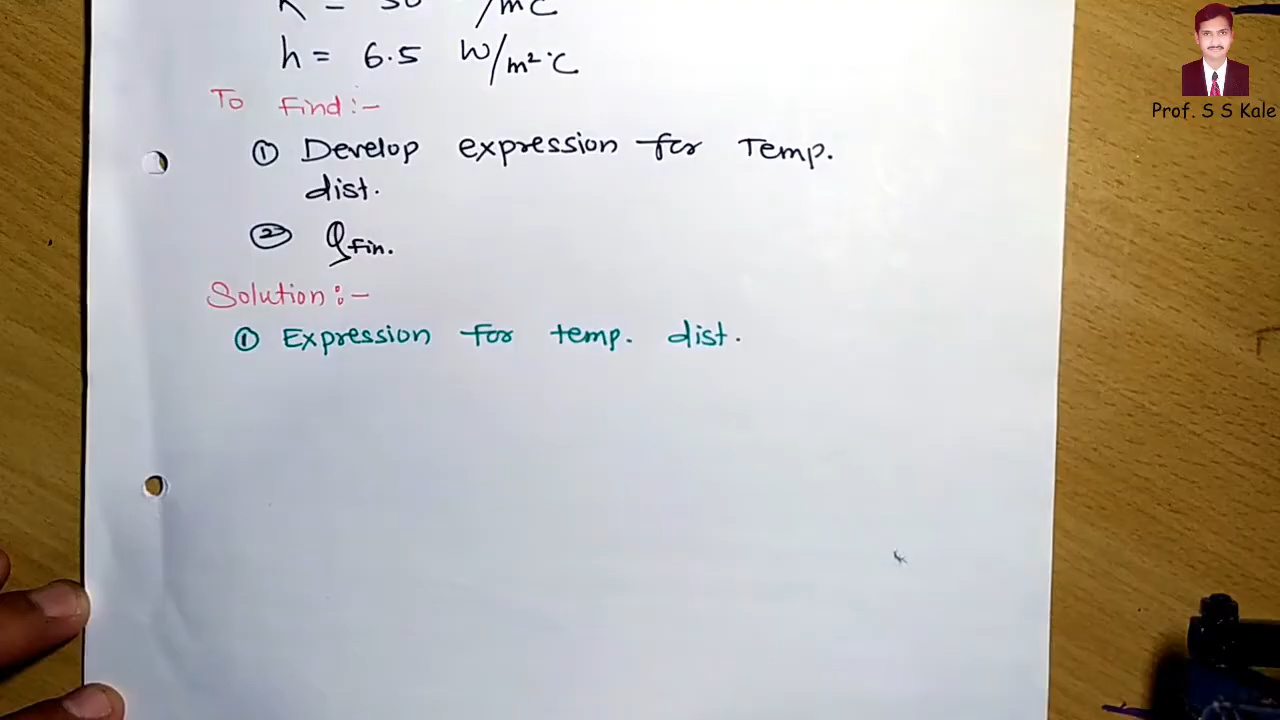 K = 50 /m°C
h = 6.5 W/m²°C
To Find:-
① Develop expression for Temp.
dist.
② Qfin.
Solution:-
① Expression for temp. dist.
Prof. S S Kale